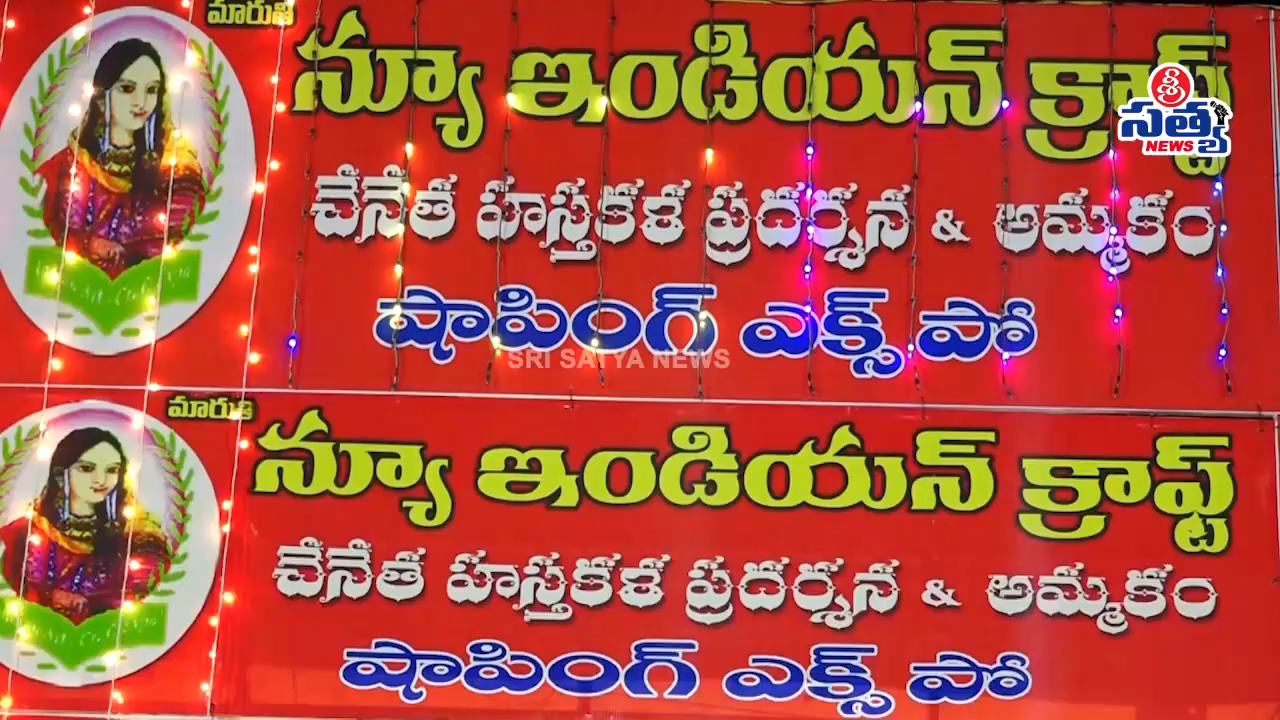 మారుతి
న్యూ ఇండియన్ క్రాఫ్ట్
శ్రీ
సత్య
NEWS
చేనేత హస్తకళ ప్రదర్శన & అమ్మకం
షాపింగ్ ఎక్స్ పో
SRI SATYA NEWS
మారుతి
న్యూ ఇండియన్ క్రాఫ్ట్
చేనేత హస్తకళ ప్రదర్శన & అమ్మకం
షాపింగ్ ఎక్స్ పో